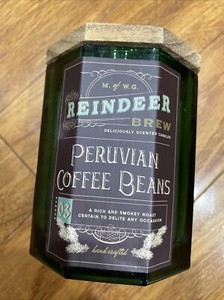 M. of W.G.
REINDEER
BREW
DELICIOUSLY SCENTED CANDLES
PERUVIAN
COFFEE BEANS
03
A RICH AND SMOKEY ROAST
CERTAIN TO DELITE ANY OCCASION
hand crafted